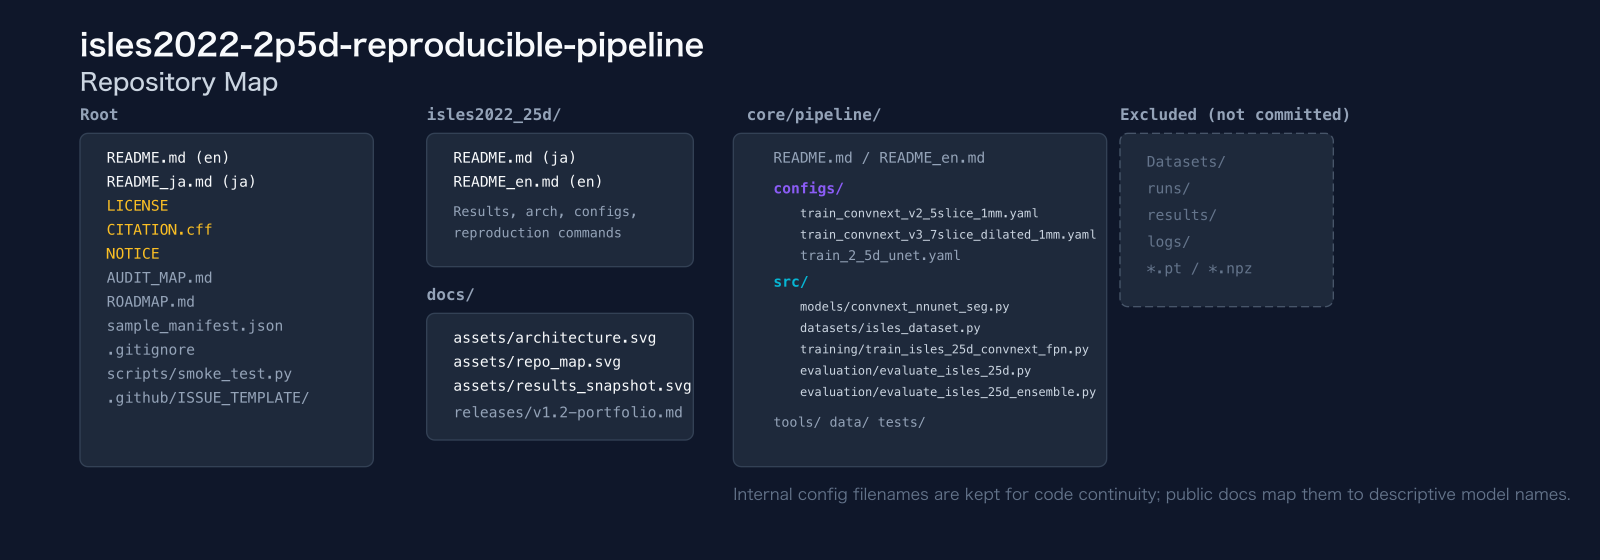 isles2022-2p5d-reproducible-pipeline
Repository Map
Root
README.md (en)
README_ja.md (ja)
LICENSE
CITATION.cff
NOTICE
AUDIT_MAP.md
ROADMAP.md
sample_manifest.json
.gitignore
scripts/smoke_test.py
.github/ISSUE_TEMPLATE/
isles2022_25d/
README.md (ja)
README_en.md (en)
Results, arch, configs,
reproduction commands
docs/
assets/architecture.svg
assets/repo_map.svg
assets/results_snapshot.svg
releases/v1.2-portfolio.md
core/pipeline/
README.md / README_en.md
configs/
train_convnext_v2_5slice_1mm.yaml
train_convnext_v3_7slice_dilated_1mm.yaml
train_2_5d_unet.yaml
src/
models/convnext_nnunet_seg.py
datasets/isles_dataset.py
training/train_isles_25d_convnext_fpn.py
evaluation/evaluate_isles_25d.py
evaluation/evaluate_isles_25d_ensemble.py
tools/ data/ tests/
Excluded (not committed)
Datasets/
runs/
results/
logs/
*.pt / *.npz
Internal config filenames are kept for code continuity; public docs map them to descriptive model names.